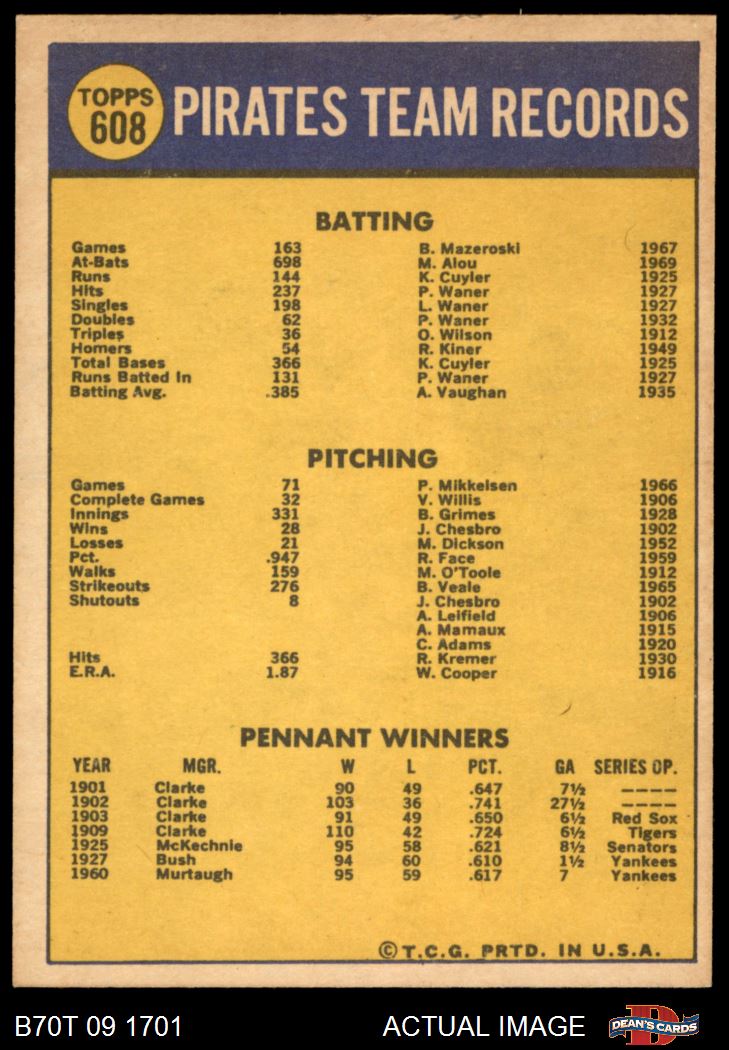 TOPPS
608
PIRATES TEAM RECORDS
BATTING
Games 163 B. Mazeroski 1967
At-Bats 698 M. Alou 1969
Runs 144 K. Cuyler 1925
Hits 237 P. Waner 1927
Singles 198 L. Waner 1927
Doubles 62 P. Waner 1932
Triples 36 O. Wilson 1912
Homers 54 R. Kiner 1949
Total Bases 366 K. Cuyler 1925
Runs Batted In 131 P. Waner 1927
Batting Avg. .385 A. Vaughan 1935
PITCHING
Games 71 P. Mikkelsen 1966
Complete Games 32 V. Willis 1906
Innings 331 B. Grimes 1928
Wins 28 J. Chesbro 1902
Losses 21 M. Dickson 1952
Pct. .947 R. Face 1959
Walks 159 M. O'Toole 1912
Strikeouts 276 B. Veale 1965
Shutouts 8 J. Chesbro 1902
A. Leifield 1906
A. Mamaux 1915
C. Adams 1920
Hits 366 R. Kremer 1930
E.R.A. 1.87 W. Cooper 1916
PENNANT WINNERS
YEAR MGR. W L PCT. GA SERIES OP.
1901 Clarke 90 49 .647 7½ ----
1902 Clarke 103 36 .741 27½ ----
1903 Clarke 91 49 .650 6½ Red Sox
1909 Clarke 110 42 .724 6½ Tigers
1925 McKechnie 95 58 .621 8½ Senators
1927 Bush 94 60 .610 1½ Yankees
1960 Murtaugh 95 59 .617 7 Yankees
© T.C.G. PRTD. IN U.S.A.
B70T 09 1701 ACTUAL IMAGE DEAN'S CARDS